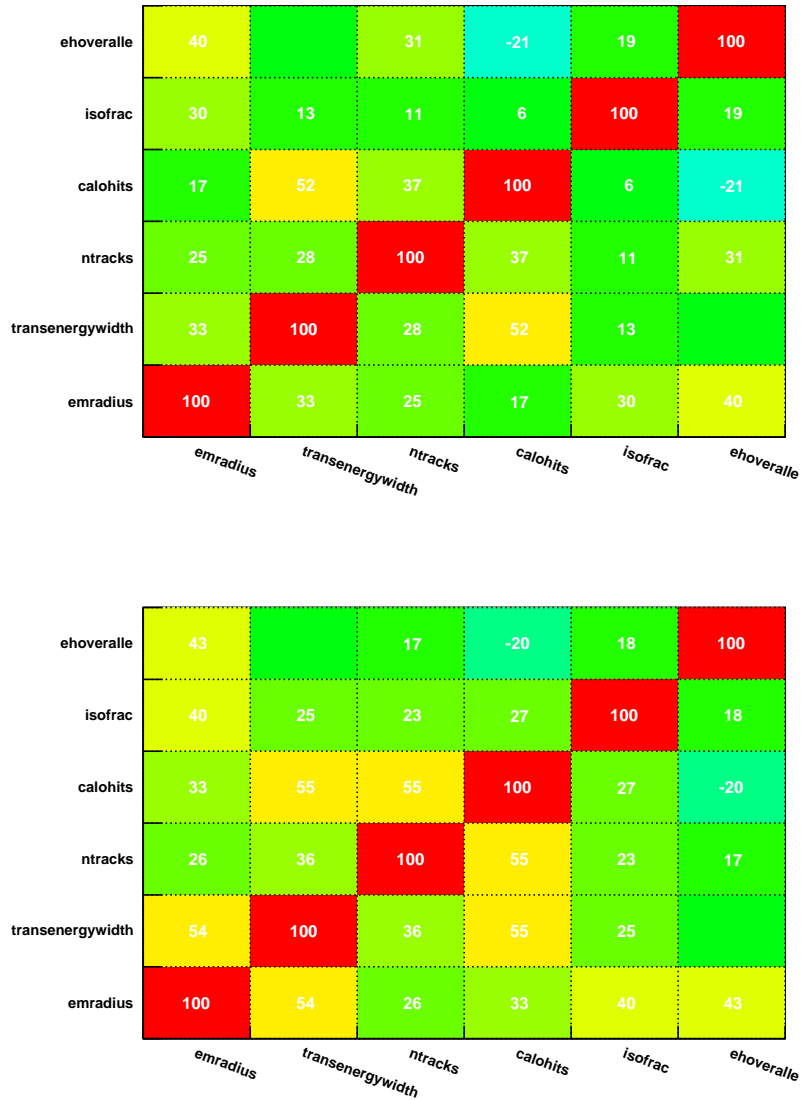 ehoveralle 40 31 -21 19 100
isofrac 30 13 11 6 100 19
calohits 17 52 37 100 6 -21
ntracks 25 28 100 37 11 31
transenergywidth 33 100 28 52 13
emradius 100 33 25 17 30 40
emradius transenergywidth ntracks calohits isofrac ehoveralle
ehoveralle 43 17 -20 18 100
isofrac 40 25 23 27 100 18
calohits 33 55 55 100 27 -20
ntracks 26 36 100 55 23 17
transenergywidth 54 100 36 55 25
emradius 100 54 26 33 40 43
emradius transenergywidth ntracks calohits isofrac ehoveralle